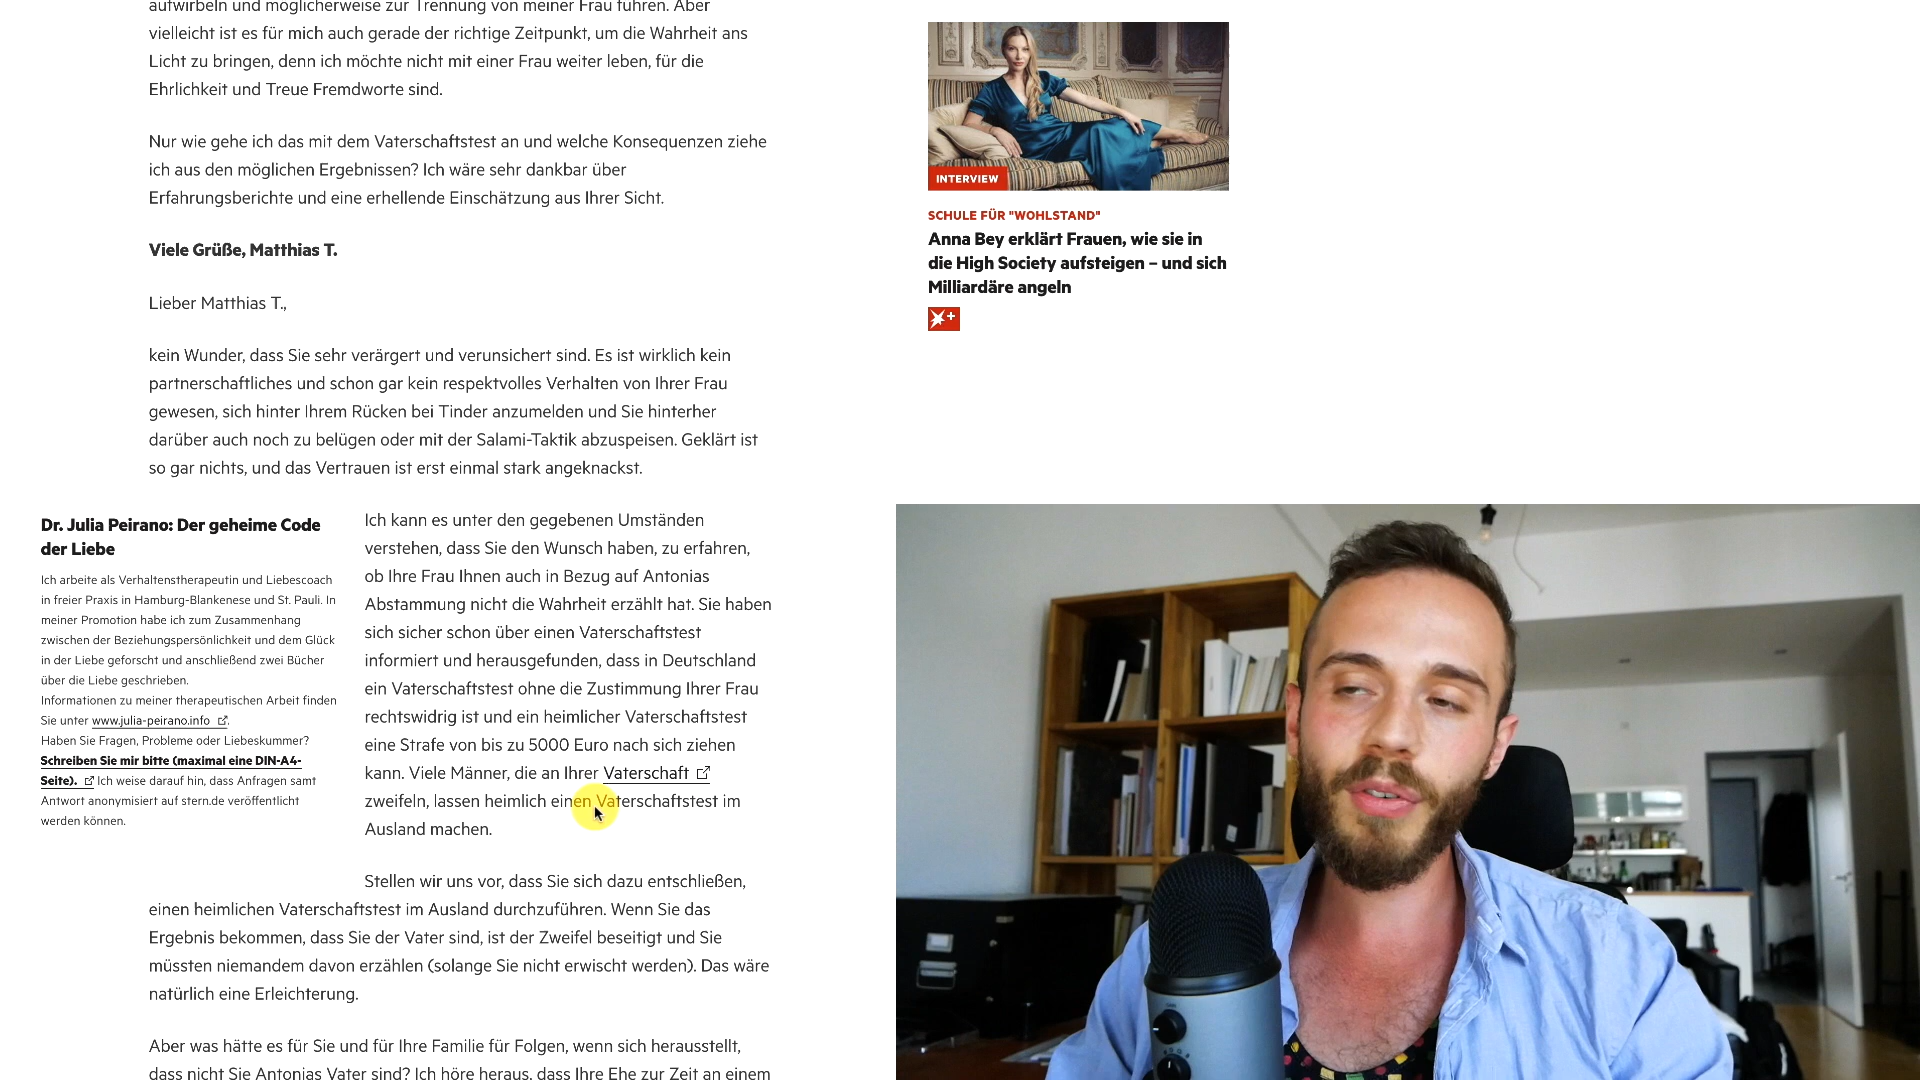 aufwirbeln und möglicherweise zur Trennung von meiner Frau führen. Aber
vielleicht ist es für mich auch gerade der richtige Zeitpunkt, um die Wahrheit ans
Licht zu bringen, denn ich möchte nicht mit einer Frau weiter leben, für die
Ehrlichkeit und Treue Fremdworte sind.
Nur wie gehe ich das mit dem Vaterschaftstest an und welche Konsequenzen ziehe
ich aus den möglichen Ergebnissen? Ich wäre sehr dankbar über
Erfahrungsberichte und eine erhellende Einschätzung aus Ihrer Sicht.
Viele Grüße, Matthias T.
Lieber Matthias T.,
kein Wunder, dass Sie sehr verärgert und verunsichert sind. Es ist wirklich kein
partnerschaftliches und schon gar kein respektvolles Verhalten von Ihrer Frau
gewesen, sich hinter Ihrem Rücken bei Tinder anzumelden und Sie hinterher
darüber auch noch zu belügen oder mit der Salami-Taktik abzuspeisen. Geklärt ist
so gar nichts, und das Vertrauen ist erst einmal stark angeknackst.
Dr. Julia Peirano: Der geheime Code
der Liebe
Ich arbeite als Verhaltenstherapeutin und Liebescoach
in freier Praxis in Hamburg-Blankenese und St. Pauli. In
meiner Promotion habe ich zum Zusammenhang
zwischen der Beziehungspersönlichkeit und dem Glück
in der Liebe geforscht und anschließend zwei Bücher
über die Liebe geschrieben.
Informationen zu meiner therapeutischen Arbeit finden
Sie unter www.julia-peirano.info.
Haben Sie Fragen, Probleme oder Liebeskummer?
Schreiben Sie mir bitte (maximal eine DIN-A4-
Seite). Ich weise darauf hin, dass Anfragen samt
Antwort anonymisiert auf stern.de veröffentlicht
werden können.
Ich kann es unter den gegebenen Umständen
verstehen, dass Sie den Wunsch haben, zu erfahren,
ob Ihre Frau Ihnen auch in Bezug auf Antonias
Abstammung nicht die Wahrheit erzählt hat. Sie haben
sich sicher schon über einen Vaterschaftstest
informiert und herausgefunden, dass in Deutschland
ein Vaterschaftstest ohne die Zustimmung Ihrer Frau
rechtswidrig ist und ein heimlicher Vaterschaftstest
eine Strafe von bis zu 5000 Euro nach sich ziehen
kann. Viele Männer, die an Ihrer Vaterschaft
zweifeln, lassen heimlich einen Vaterschaftstest im
Ausland machen.
Stellen wir uns vor, dass Sie sich dazu entschließen,
einen heimlichen Vaterschaftstest im Ausland durchzuführen. Wenn Sie das
Ergebnis bekommen, dass Sie der Vater sind, ist der Zweifel beseitigt und Sie
müssten niemandem davon erzählen (solange Sie nicht erwischt werden). Das wäre
natürlich eine Erleichterung.
Aber was hätte es für Sie und für Ihre Familie für Folgen, wenn sich herausstellt,
dass nicht Sie Antonias Vater sind? Ich höre heraus, dass Ihre Ehe zur Zeit an einem
INTERVIEW
SCHULE FÜR "WOHLSTAND"
Anna Bey erklärt Frauen, wie sie in
die High Society aufsteigen – und sich
Milliardäre angeln